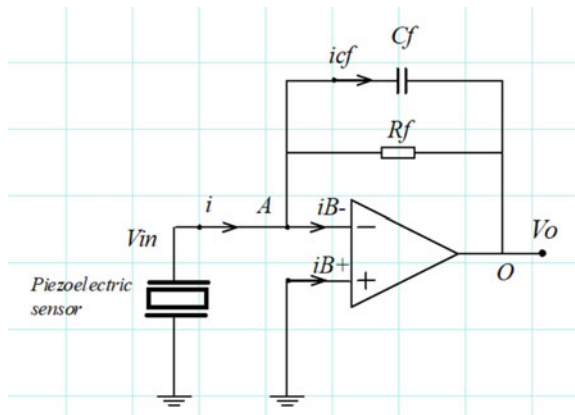 Cf
icf
Rf
i
A
iB-
Vin
−
Vo
iB+
O
+
Piezoelectric
sensor